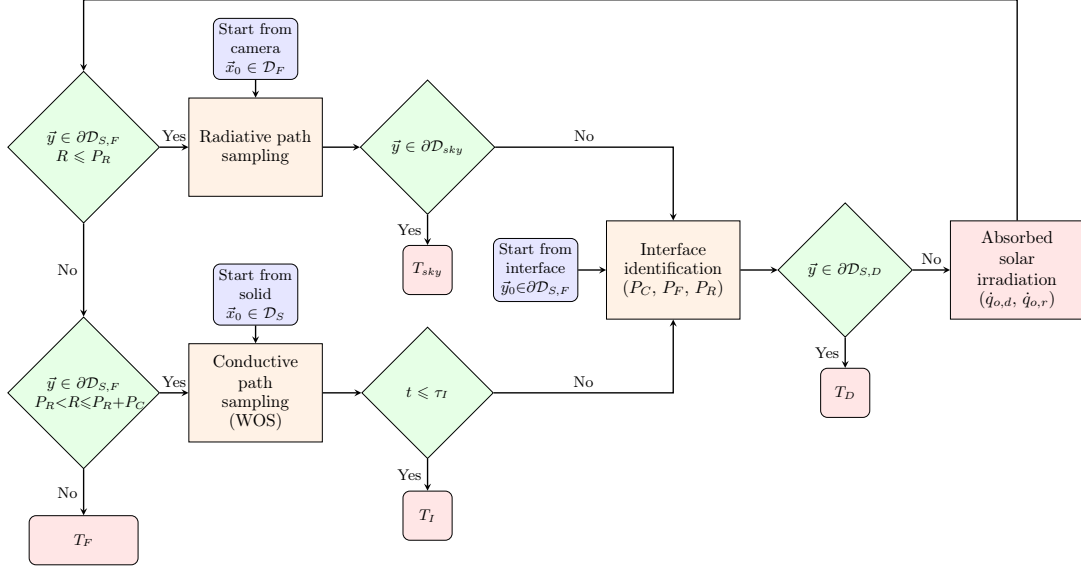 Start from
camera
$\vec{x}_0 \in \mathcal{D}_F$
$\vec{y} \in \partial\mathcal{D}_{S,F}$
$R \leqslant P_R$
Yes
Radiative path
sampling
$\vec{y} \in \partial\mathcal{D}_{sky}$
No
Yes
$T_{sky}$
No
Start from
solid
$\vec{x}_0 \in \mathcal{D}_S$
Start from
interface
$\vec{y}_0 \in \partial\mathcal{D}_{S,F}$
Interface
identification
($P_C$, $P_F$, $P_R$)
$\vec{y} \in \partial\mathcal{D}_{S,D}$
No
Absorbed
solar
irradiation
($\dot{q}_{o,d}$, $\dot{q}_{o,r}$)
Yes
$T_D$
$\vec{y} \in \partial\mathcal{D}_{S,F}$
$P_R < R \leqslant P_R + P_C$
Yes
Conductive
path
sampling
(WOS)
$t \leqslant \tau_I$
No
Yes
$T_I$
No
$T_F$